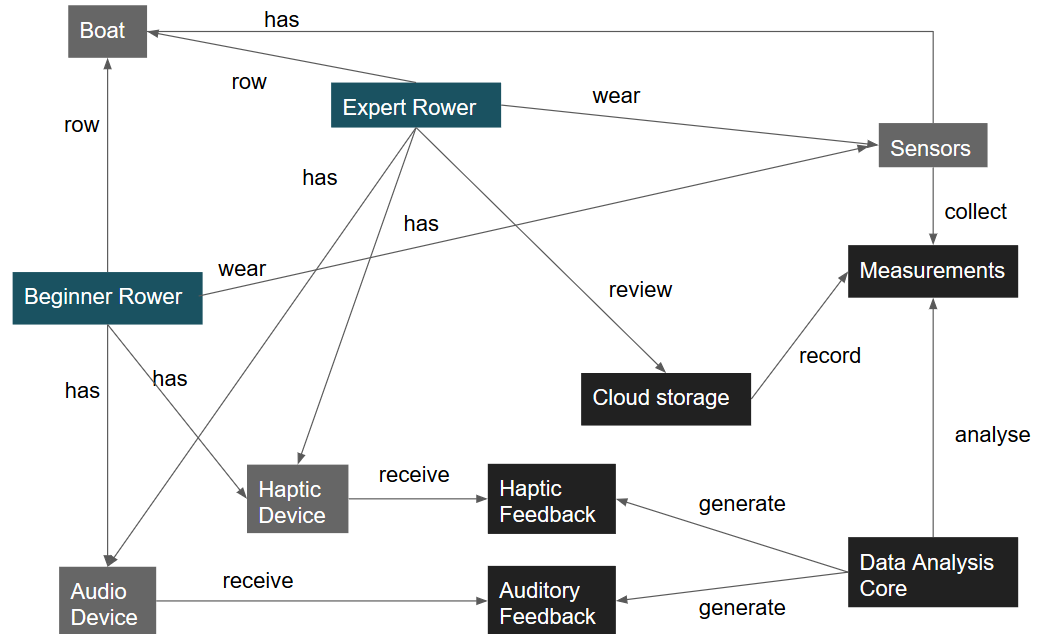 has
Boat
row
Expert Rower
wear
row
Sensors
has
collect
has
wear
Measurements
Beginner Rower
review
record
has
has
Cloud storage
analyse
receive
Haptic
Device
Haptic
Feedback
generate
Data Analysis
Core
receive
Audio
Device
Auditory
Feedback
generate